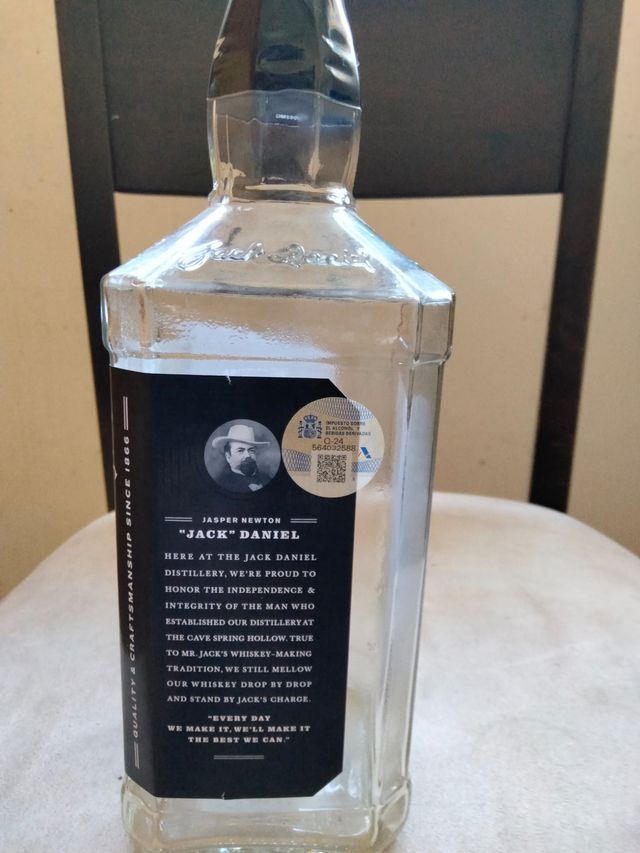 Jack Daniel
IMPUESTO SOBRE
EL ALCOHOL Y
BEBIDAS DERIVADAS
Q-24
564032588
JASPER NEWTON
"JACK" DANIEL
HERE AT THE JACK DANIEL
DISTILLERY, WE'RE PROUD TO
HONOR THE INDEPENDENCE &
INTEGRITY OF THE MAN WHO
ESTABLISHED OUR DISTILLERY AT
THE CAVE SPRING HOLLOW. TRUE
TO MR. JACK'S WHISKEY-MAKING
TRADITION, WE STILL MELLOW
OUR WHISKEY DROP BY DROP
AND STAND BY JACK'S CHARGE.
"EVERY DAY
WE MAKE IT, WE'LL MAKE IT
THE BEST WE CAN."
QUALITY & CRAFTSMANSHIP SINCE 1866